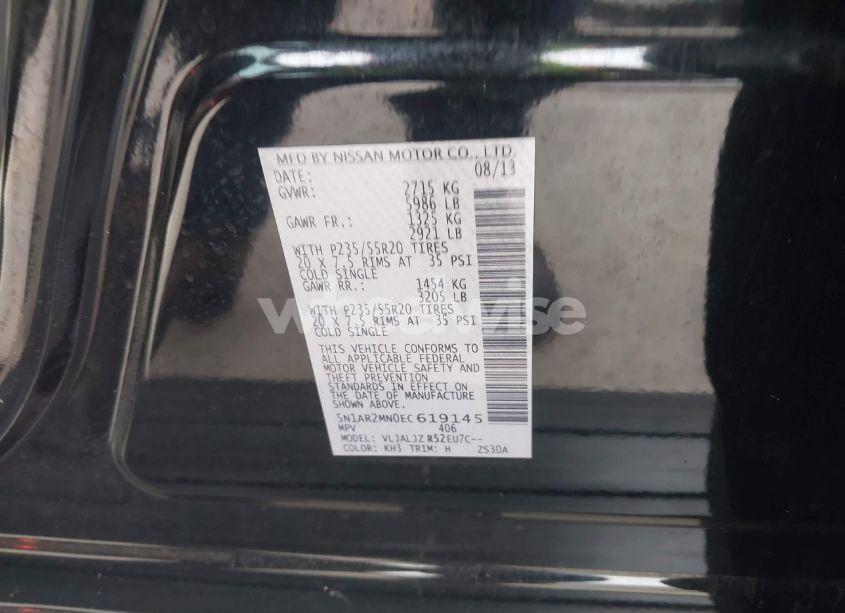 MFD BY NISSAN MOTOR CO., LTD.
DATE: 08/13
GVWR: 2715 KG
5986 LB
GAWR FR.: 1325 KG
2921 LB
WITH P235/55R20 TIRES
20 X 7.5 RIMS AT 35 PSI
COLD SINGLE
GAWR RR.: 1454 KG
3205 LB
WITH P235/55R20 TIRES
20 X 7.5 RIMS AT 35 PSI
COLD SINGLE
THIS VEHICLE CONFORMS TO
ALL APPLICABLE FEDERAL
MOTOR VEHICLE SAFETY AND
THEFT PREVENTION
STANDARDS IN EFFECT ON
THE DATE OF MANUFACTURE
SHOWN ABOVE.
5N1AR2MN0EC619145
MPV 406
MODEL: VLJALJZ R52EU7C--
COLOR: KH3 TRIM: H ZS30A